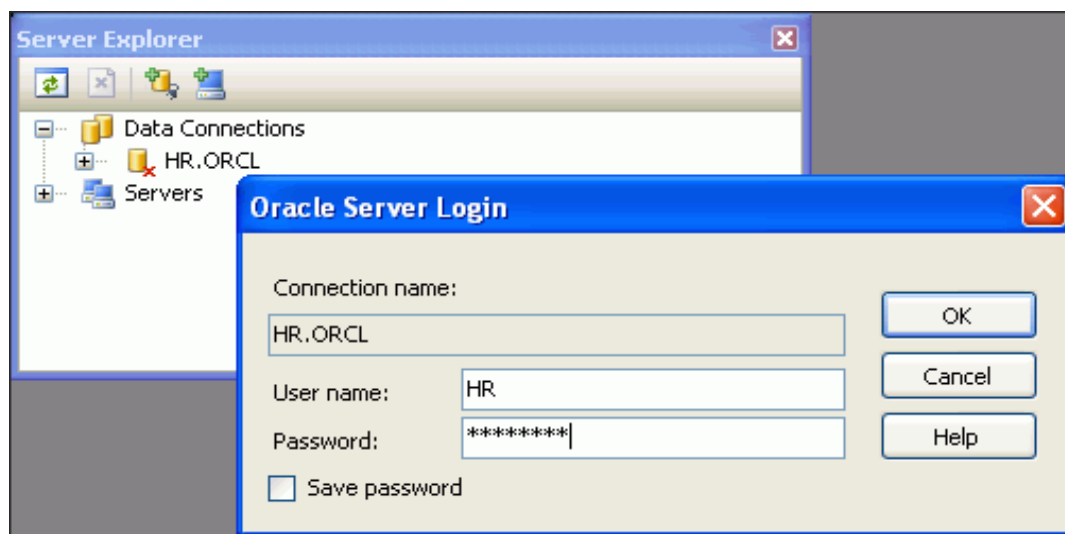 Server Explorer
Data Connections
HR.ORCL
Servers
Oracle Server Login
Connection name:
HR.ORCL
User name: HR
Password: ********
Save password
OK
Cancel
Help